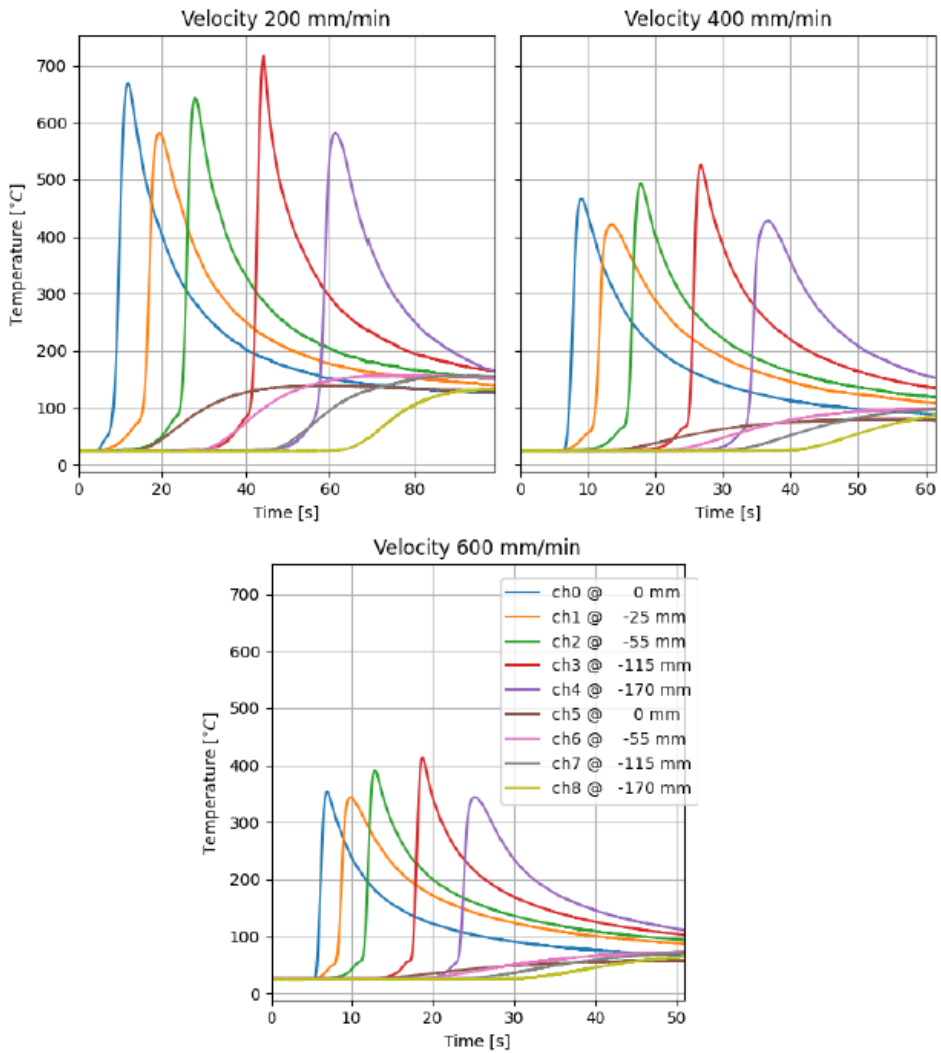 Velocity 200 mm/min
Velocity 400 mm/min
Temperature [°C]
700
600
500
400
300
200
100
0
0 20 40 60 80
0 10 20 30 40 50 60
Time [s]
Time [s]
Velocity 600 mm/min
Temperature [°C]
700
600
500
400
300
200
100
0
ch0 @ 0 mm
ch1 @ -25 mm
ch2 @ -55 mm
ch3 @ -115 mm
ch4 @ -170 mm
ch5 @ 0 mm
ch6 @ -55 mm
ch7 @ -115 mm
ch8 @ -170 mm
0 10 20 30 40 50
Time [s]